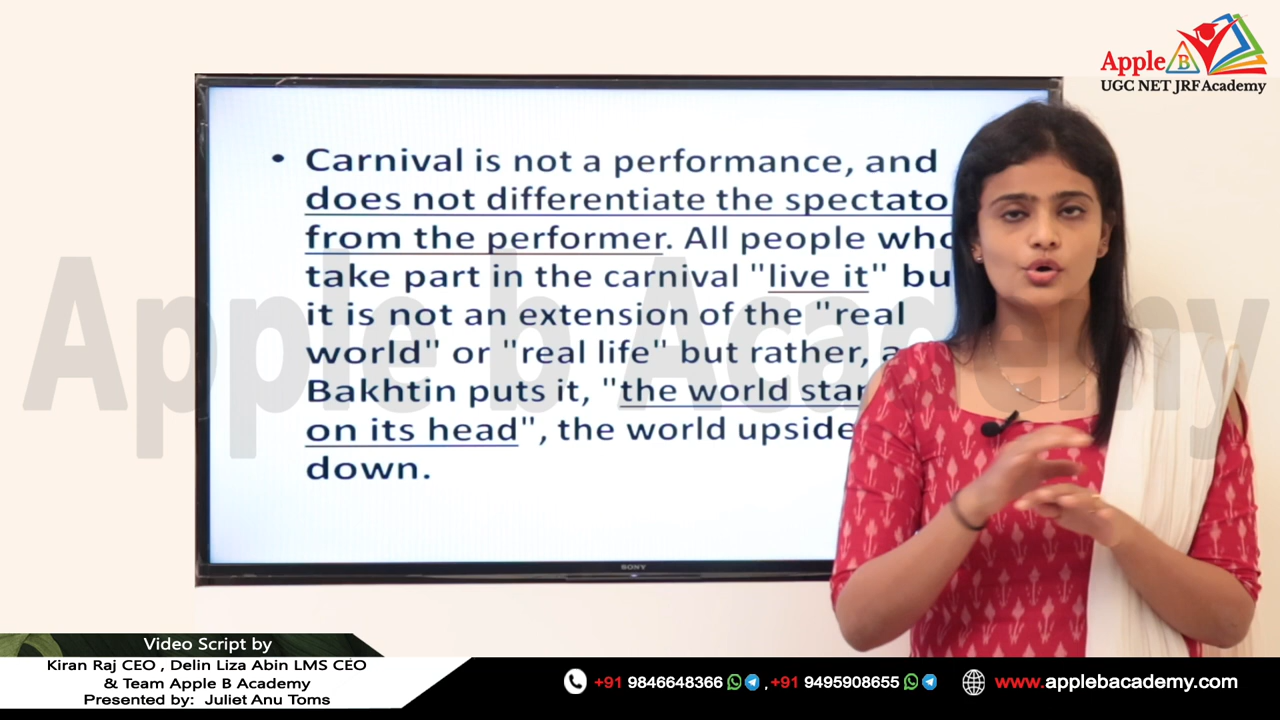 Apple B
UGC NET JRF Academy
• Carnival is not a performance, and
does not differentiate the spectato
from the performer. All people who
take part in the carnival "live it" bu
it is not an extension of the "real
world" or "real life" but rather, a
Bakhtin puts it, "the world stan
on its head", the world upside
down.
SONY
Apple b Academy
Video Script by
Kiran Raj CEO , Delin Liza Abin LMS CEO
& Team Apple B Academy
Presented by: Juliet Anu Toms
+91 9846648366 , +91 9495908655 www.applebacademy.com